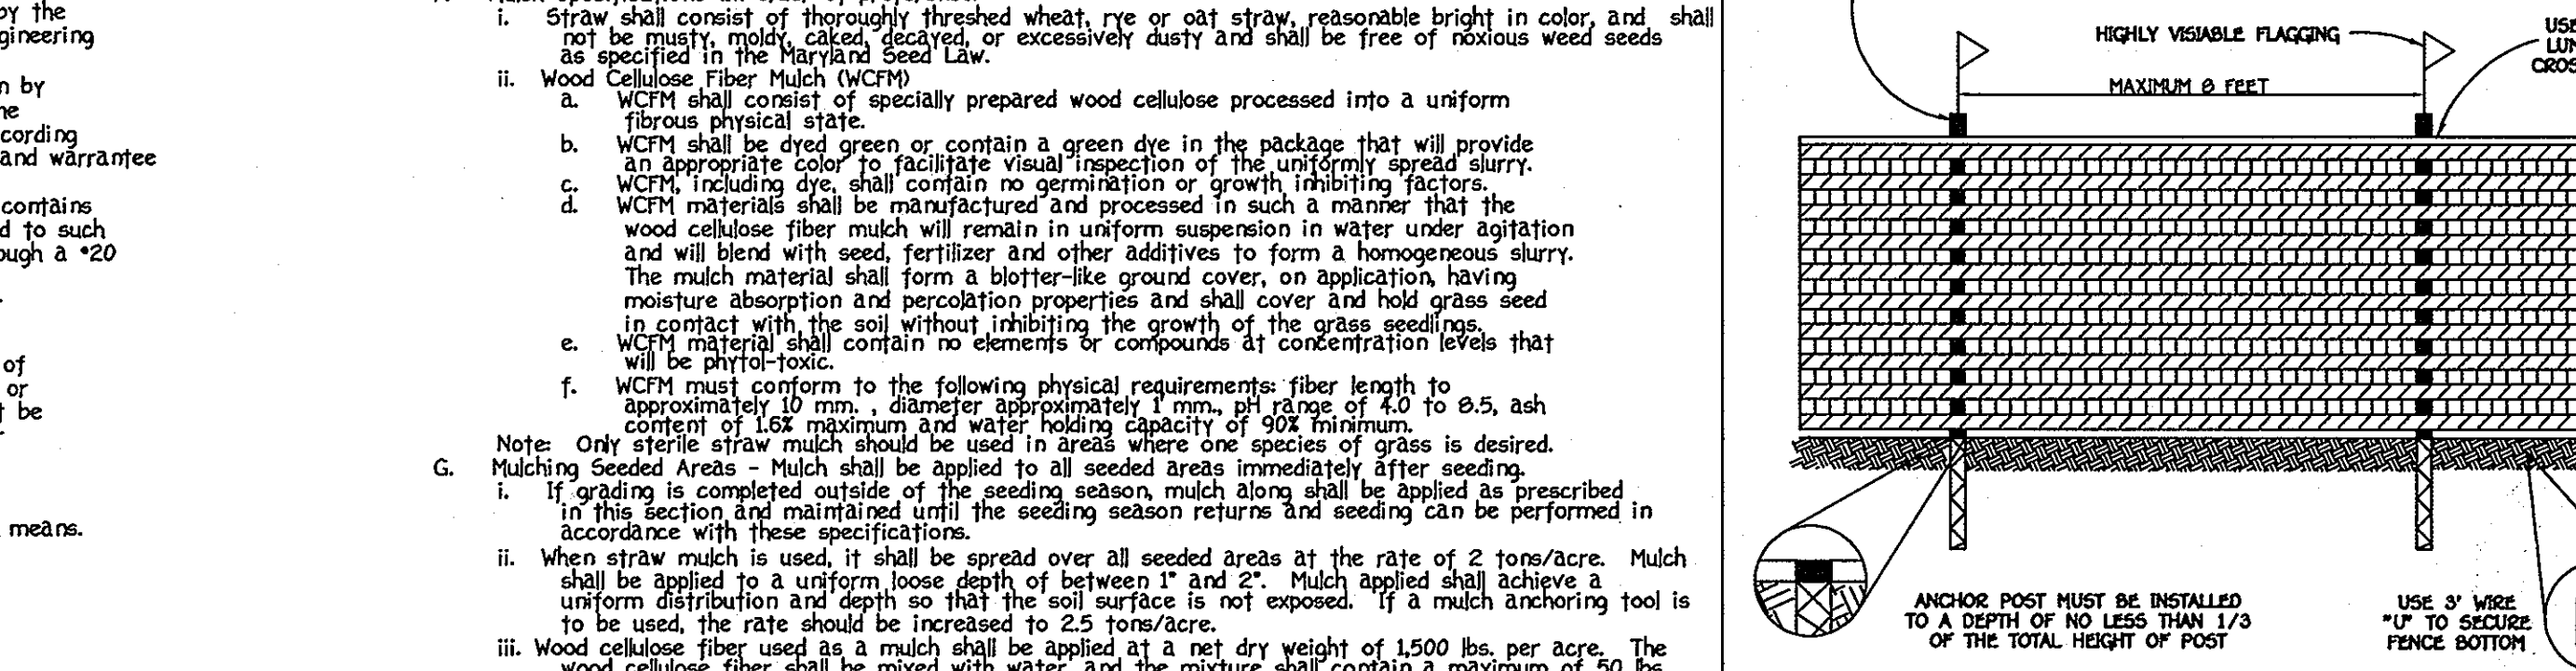 by the
gineering
n by
he
cording
and warrantee
contains
d to such
ough a #20
of
or
t be
means.
i. Straw shall consist of thoroughly threshed wheat, rye or oat straw, reasonable bright in color, and shall
not be musty, moldy, caked, decayed, or excessively dusty and shall be free of noxious weed seeds
as specified in the Maryland Seed Law.
ii. Wood Cellulose Fiber Mulch (WCFM)
a. WCFM shall consist of specially prepared wood cellulose processed into a uniform
fibrous physical state.
b. WCFM shall be dyed green or contain a green dye in the package that will provide
an appropriate color to facilitate visual inspection of the uniformly spread slurry.
c. WCFM, including dye, shall contain no germination or growth inhibiting factors.
d. WCFM materials shall be manufactured and processed in such a manner that the
wood cellulose fiber mulch will remain in uniform suspension in water under agitation
and will blend with seed, fertilizer and other additives to form a homogeneous slurry.
The mulch material shall form a blotter-like ground cover, on application, having
moisture absorption and percolation properties and shall cover and hold grass seed
in contact with the soil without inhibiting the growth of the grass seedlings.
e. WCFM material shall contain no elements or compounds at concentration levels that
will be phytol-toxic.
f. WCFM must conform to the following physical requirements: fiber length to
approximately 10 mm. , diameter approximately 1 mm., pH range of 4.0 to 8.5, ash
content of 1.6% maximum and water holding capacity of 90% minimum.
Note: Only sterile straw mulch should be used in areas where one species of grass is desired.
G. Mulching Seeded Areas - Mulch shall be applied to all seeded areas immediately after seeding.
i. If grading is completed outside of the seeding season, mulch along shall be applied as prescribed
in this section and maintained until the seeding season returns and seeding can be performed in
accordance with these specifications.
ii. When straw mulch is used, it shall be spread over all seeded areas at the rate of 2 tons/acre. Mulch
shall be applied to a uniform loose depth of between 1" and 2". Mulch applied shall achieve a
uniform distribution and depth so that the soil surface is not exposed. If a mulch anchoring tool is
to be used, the rate should be increased to 2.5 tons/acre.
iii. Wood cellulose fiber used as a mulch shall be applied at a net dry weight of 1,500 lbs. per acre. The
wood cellulose fiber shall be mixed with water, and the mixture shall contain a maximum of 50 lbs.
HIGHLY VISIABLE FLAGGING
MAXIMUM 8 FEET
USE
LUM
CROS
ANCHOR POST MUST BE INSTALLED
TO A DEPTH OF NO LESS THAN 1/3
OF THE TOTAL HEIGHT OF POST
USE 3' WIRE
"U" TO SECURE
FENCE BOTTOM